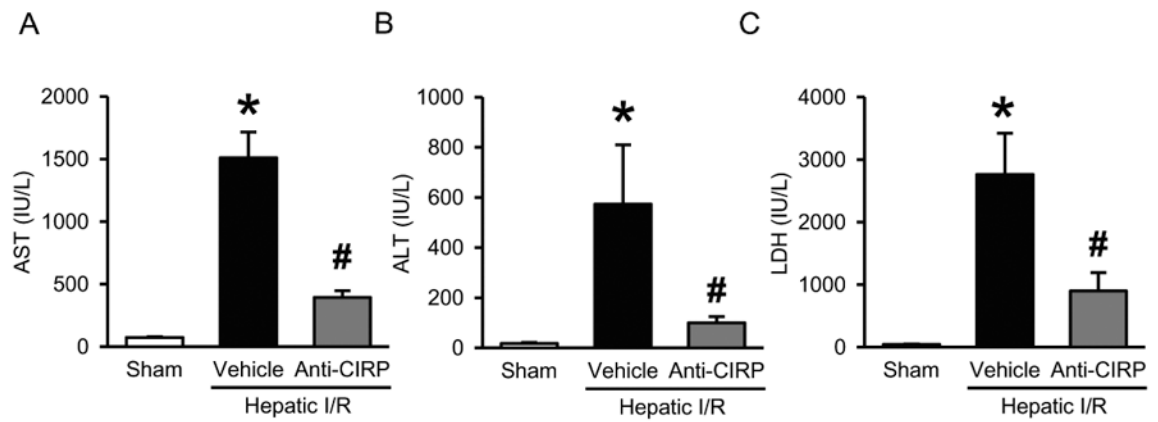 A
AST (IU/L)
2000
1500
1000
500
0
*
#
Sham
Vehicle
Anti-CIRP
Hepatic I/R
B
ALT (IU/L)
1000
800
600
400
200
0
*
#
Sham
Vehicle
Anti-CIRP
Hepatic I/R
C
LDH (IU/L)
4000
3000
2000
1000
0
*
#
Sham
Vehicle
Anti-CIRP
Hepatic I/R